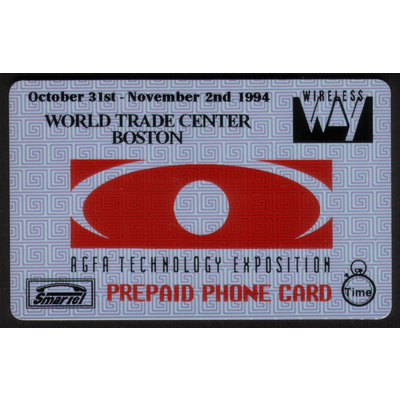 October 31st - November 2nd 1994
WIRELESS
WAY
WORLD TRADE CENTER
BOSTON
AGFA TECHNOLOGY EXPOSITION
Smartel
PREPAID PHONE CARD
Time